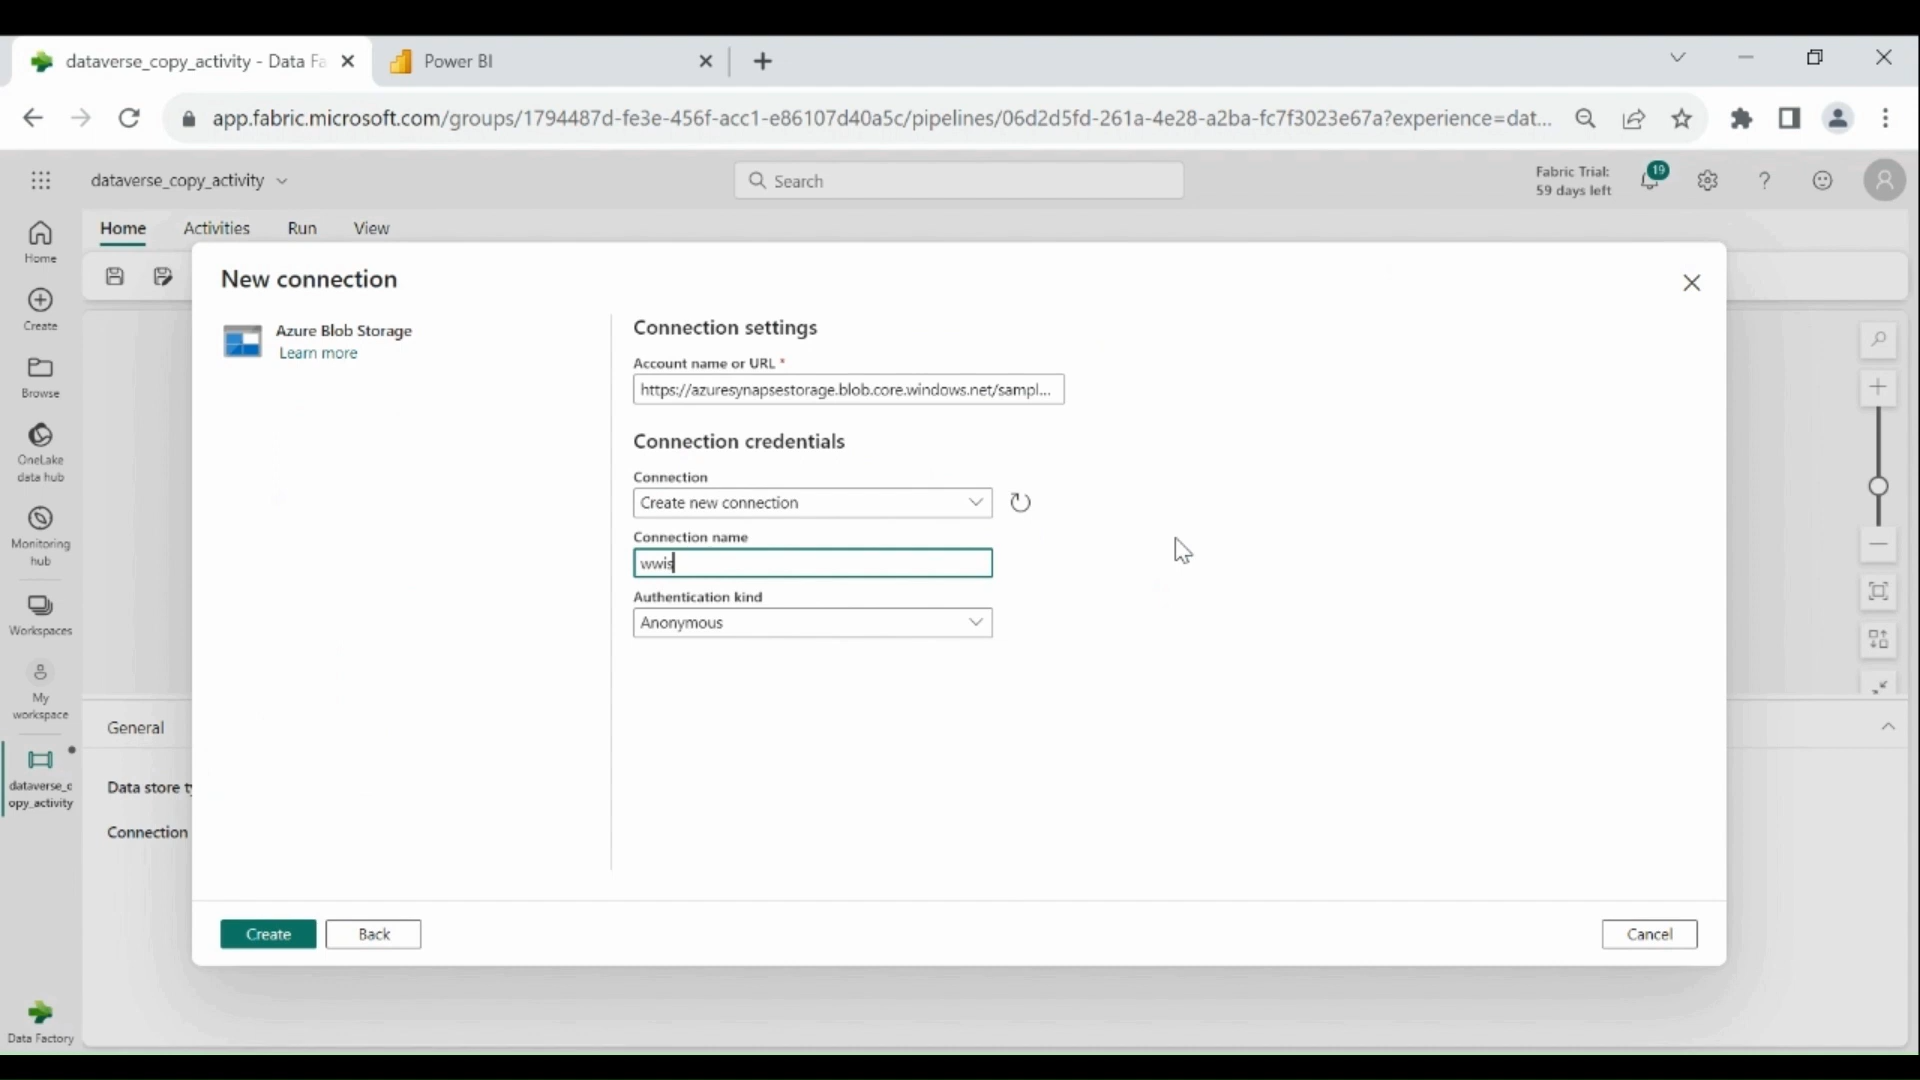 dataverse_copy_activity - Data Fa
Power BI
app.fabric.microsoft.com/groups/1794487d-fe3e-456f-acc1-e86107d40a5c/pipelines/06d2d5fd-261a-4e28-a2ba-fc7f3023e67a?experience=dat...
dataverse_copy_activity
Search
Fabric Trial:
59 days left
19
Home
Activities
Run
View
Home
Create
Browse
OneLake
data hub
Monitoring
hub
Workspaces
My
workspace
dataverse_c
opy_activity
Data Factory
New connection
Azure Blob Storage
Learn more
Connection settings
Account name or URL *
https://azuresynapsestorage.blob.core.windows.net/sampl...
Connection credentials
Connection
Create new connection
Connection name
wwis
Authentication kind
Anonymous
General
Data store ty
Connection
Create
Back
Cancel